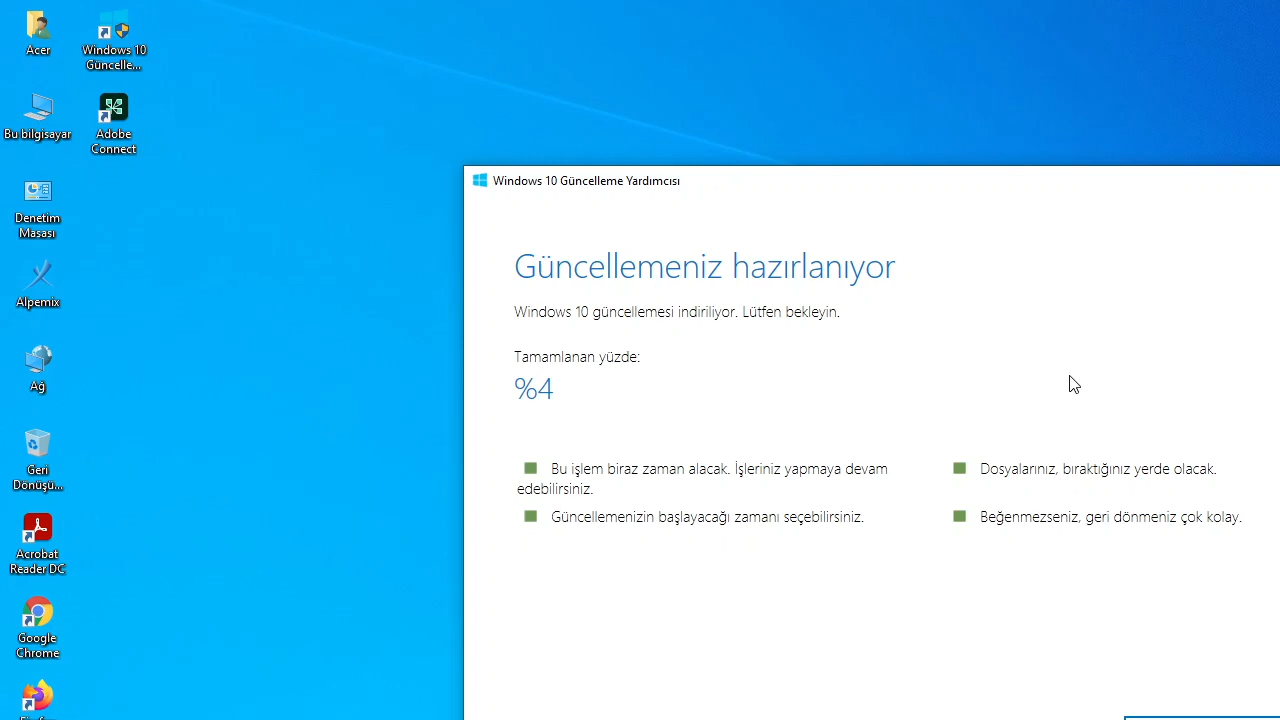 Acer
Windows 10
Güncelle...
Bu bilgisayar
Adobe
Connect
Denetim
Masası
Alpemix
Ağ
Geri
Dönüşü...
Acrobat
Reader DC
Google
Chrome
Windows 10 Güncelleme Yardımcısı
Güncellemeniz hazırlanıyor
Windows 10 güncellemesi indiriliyor. Lütfen bekleyin.
Tamamlanan yüzde:
%4
Bu işlem biraz zaman alacak. İşleriniz yapmaya devam
edebilirsiniz.
Güncellemenizin başlayacağı zamanı seçebilirsiniz.
Dosyalarınız, bıraktığınız yerde olacak.
Beğenmezseniz, geri dönmeniz çok kolay.